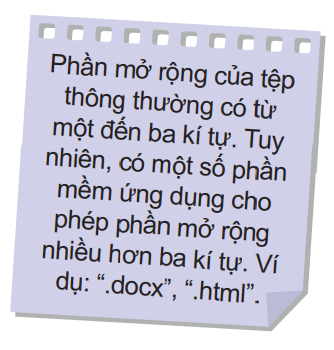 Phần mở rộng của tệp
thông thường có từ
một đến ba kí tự. Tuy
nhiên, có một số phần
mềm ứng dụng cho
phép phần mở rộng
nhiều hơn ba kí tự. Ví
dụ: “.docx”, “.html”.